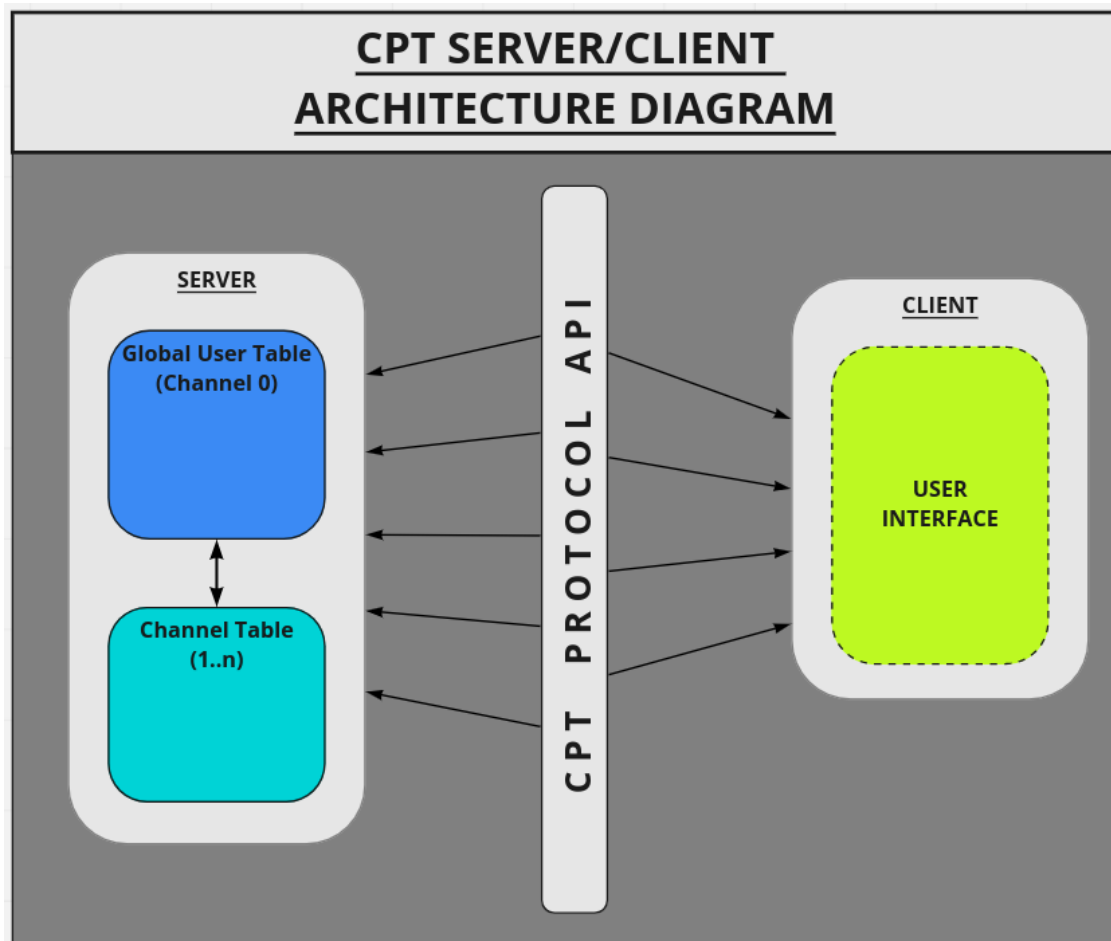 CPT SERVER/CLIENT
ARCHITECTURE DIAGRAM
SERVER
Global User Table
(Channel 0)
Channel Table
(1..n)
CPT PROTOCOL API
CLIENT
USER
INTERFACE